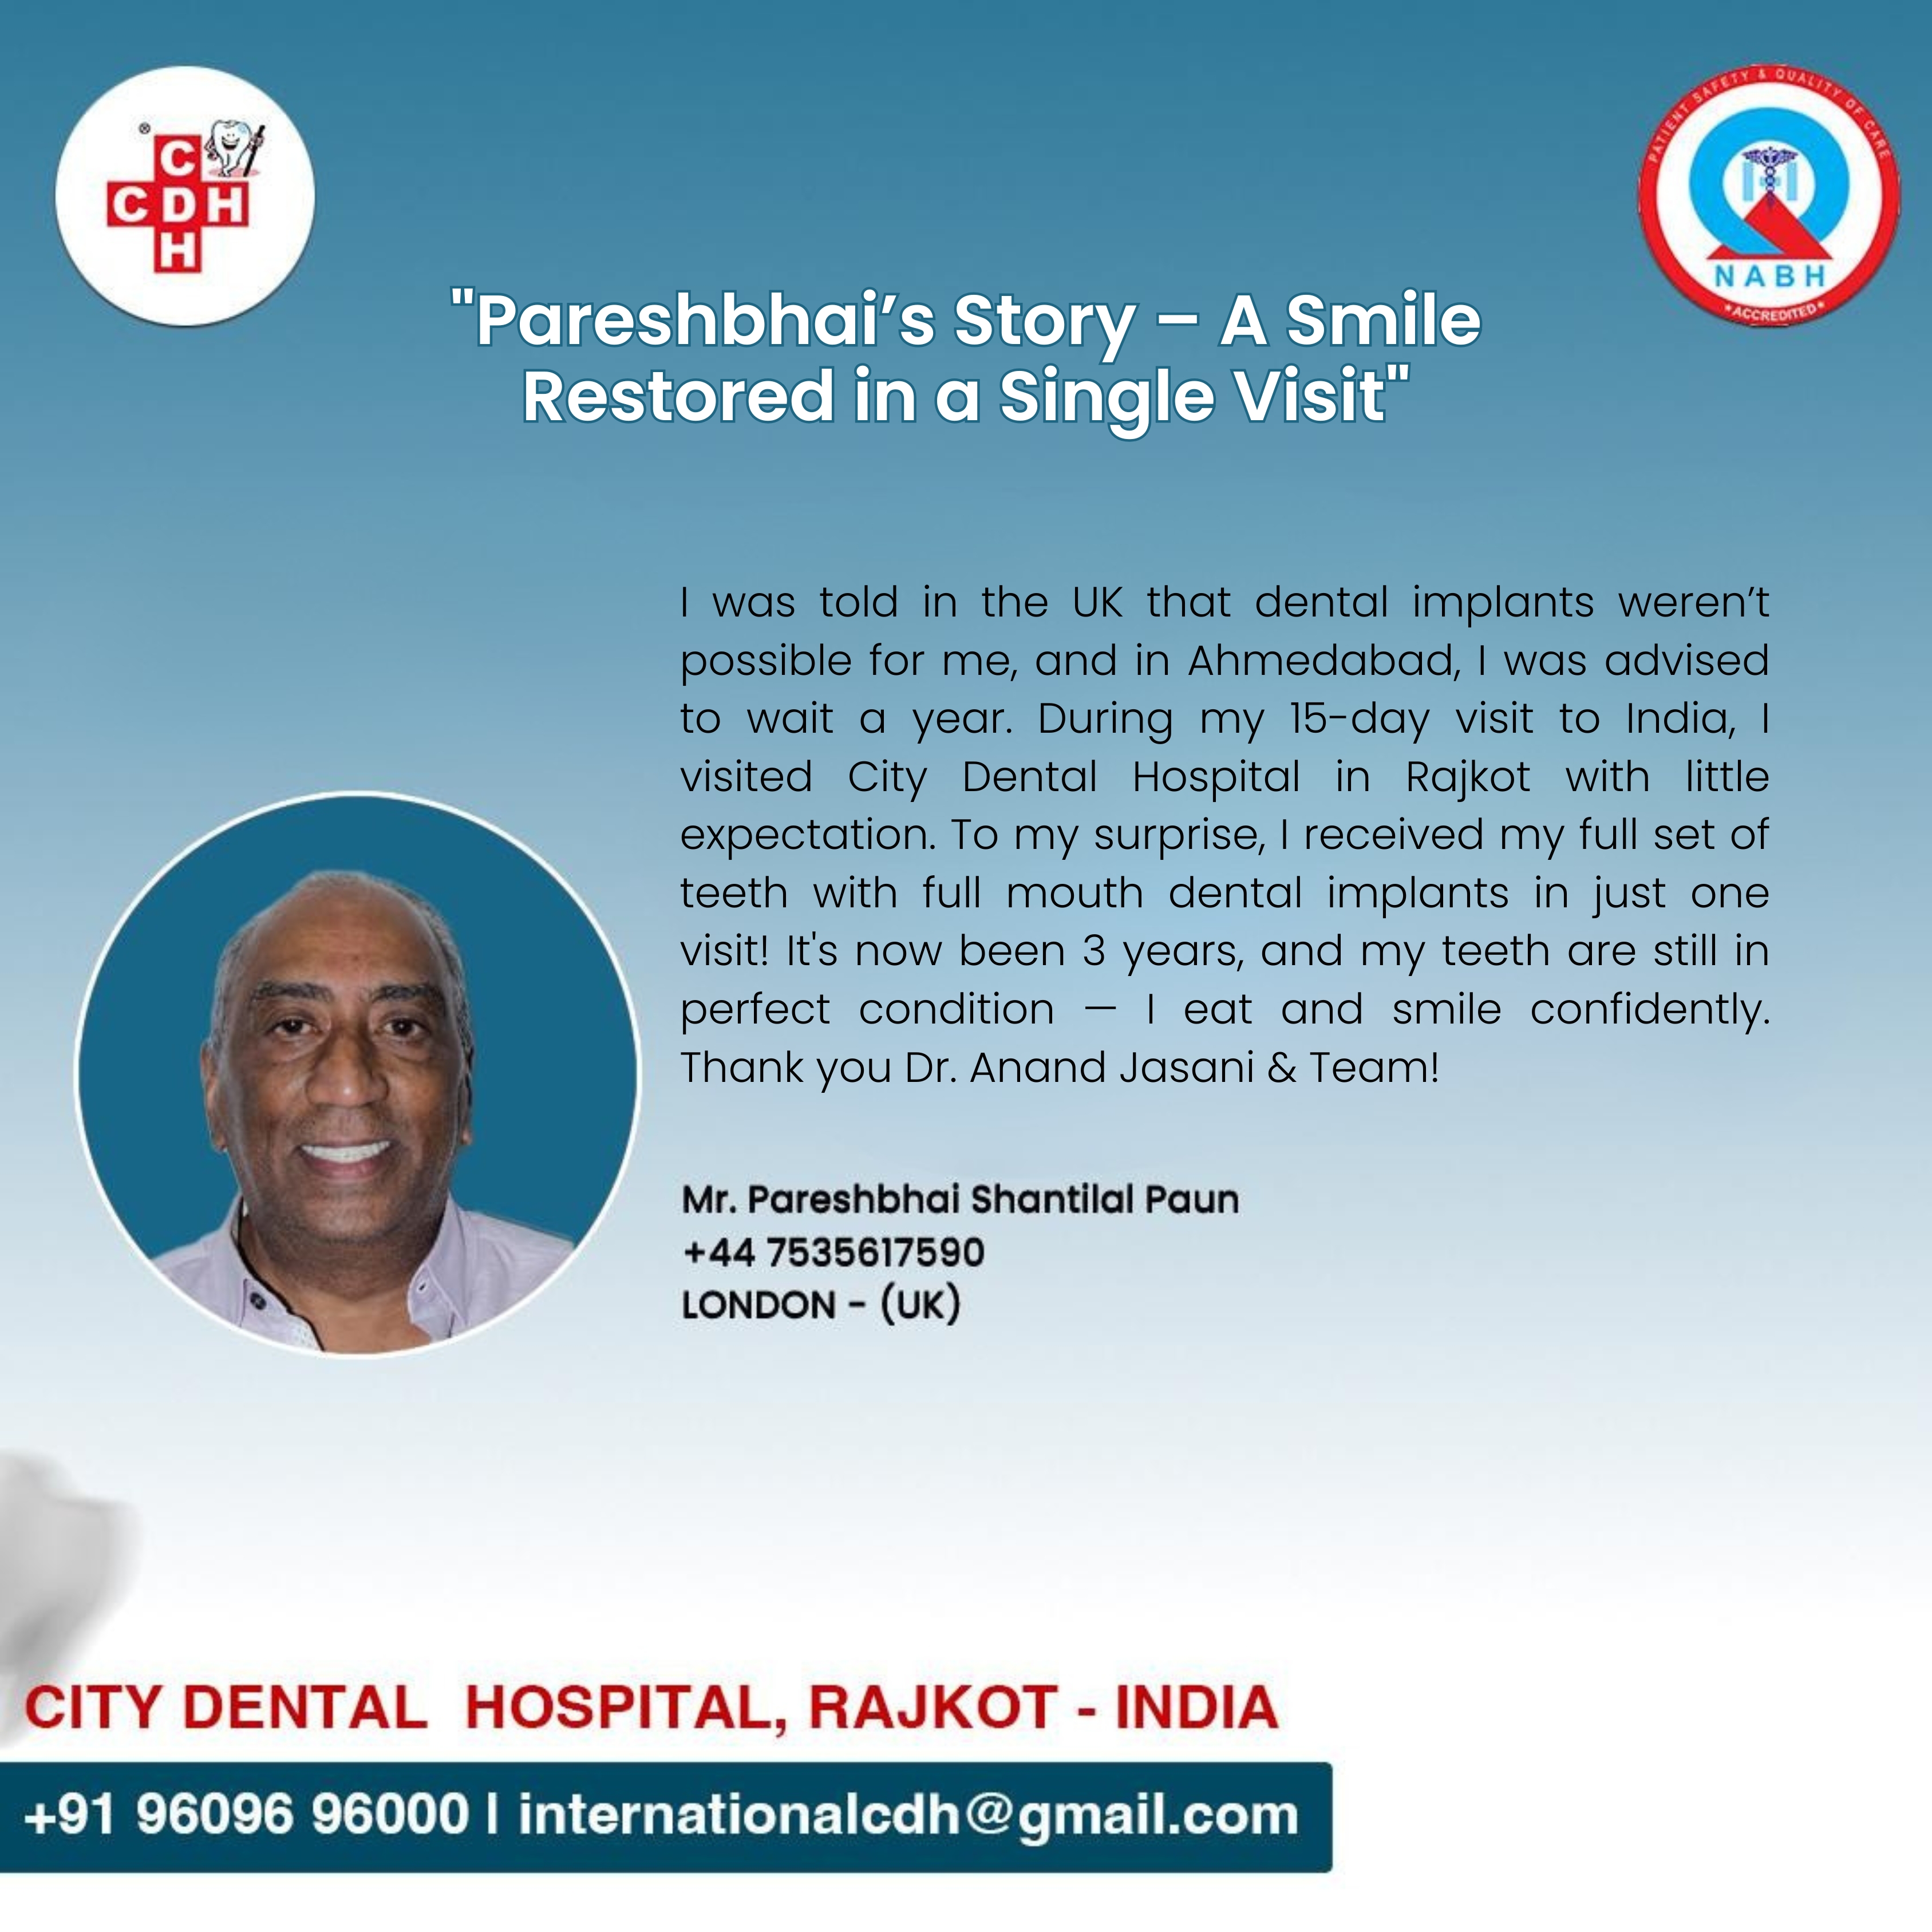 ®
C
CDH
H
PATIENT SAFETY & QUALITY OF CARE
H
NABH
ACCREDITED
"Pareshbhai’s Story – A Smile
Restored in a Single Visit"
I was told in the UK that dental implants weren’t
possible for me, and in Ahmedabad, I was advised
to wait a year. During my 15-day visit to India, I
visited City Dental Hospital in Rajkot with little
expectation. To my surprise, I received my full set of
teeth with full mouth dental implants in just one
visit! It's now been 3 years, and my teeth are still in
perfect condition — I eat and smile confidently.
Thank you Dr. Anand Jasani & Team!
Mr. Pareshbhai Shantilal Paun
+44 7535617590
LONDON - (UK)
CITY DENTAL HOSPITAL, RAJKOT - INDIA
+91 96096 96000 | internationalcdh@gmail.com